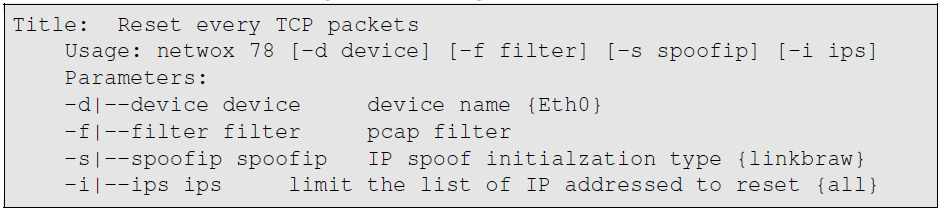 Title:  Reset every TCP packets
Usage: netwox 78 [-d device] [-f filter] [-s spoofip] [-i ips]
Parameters:
-d|--device device     device name {Eth0}
-f|--filter filter     pcap filter
-s|--spoofip spoofip   IP spoof initialzation type {linkbraw}
-i|--ips ips     limit the list of IP addressed to reset {all}